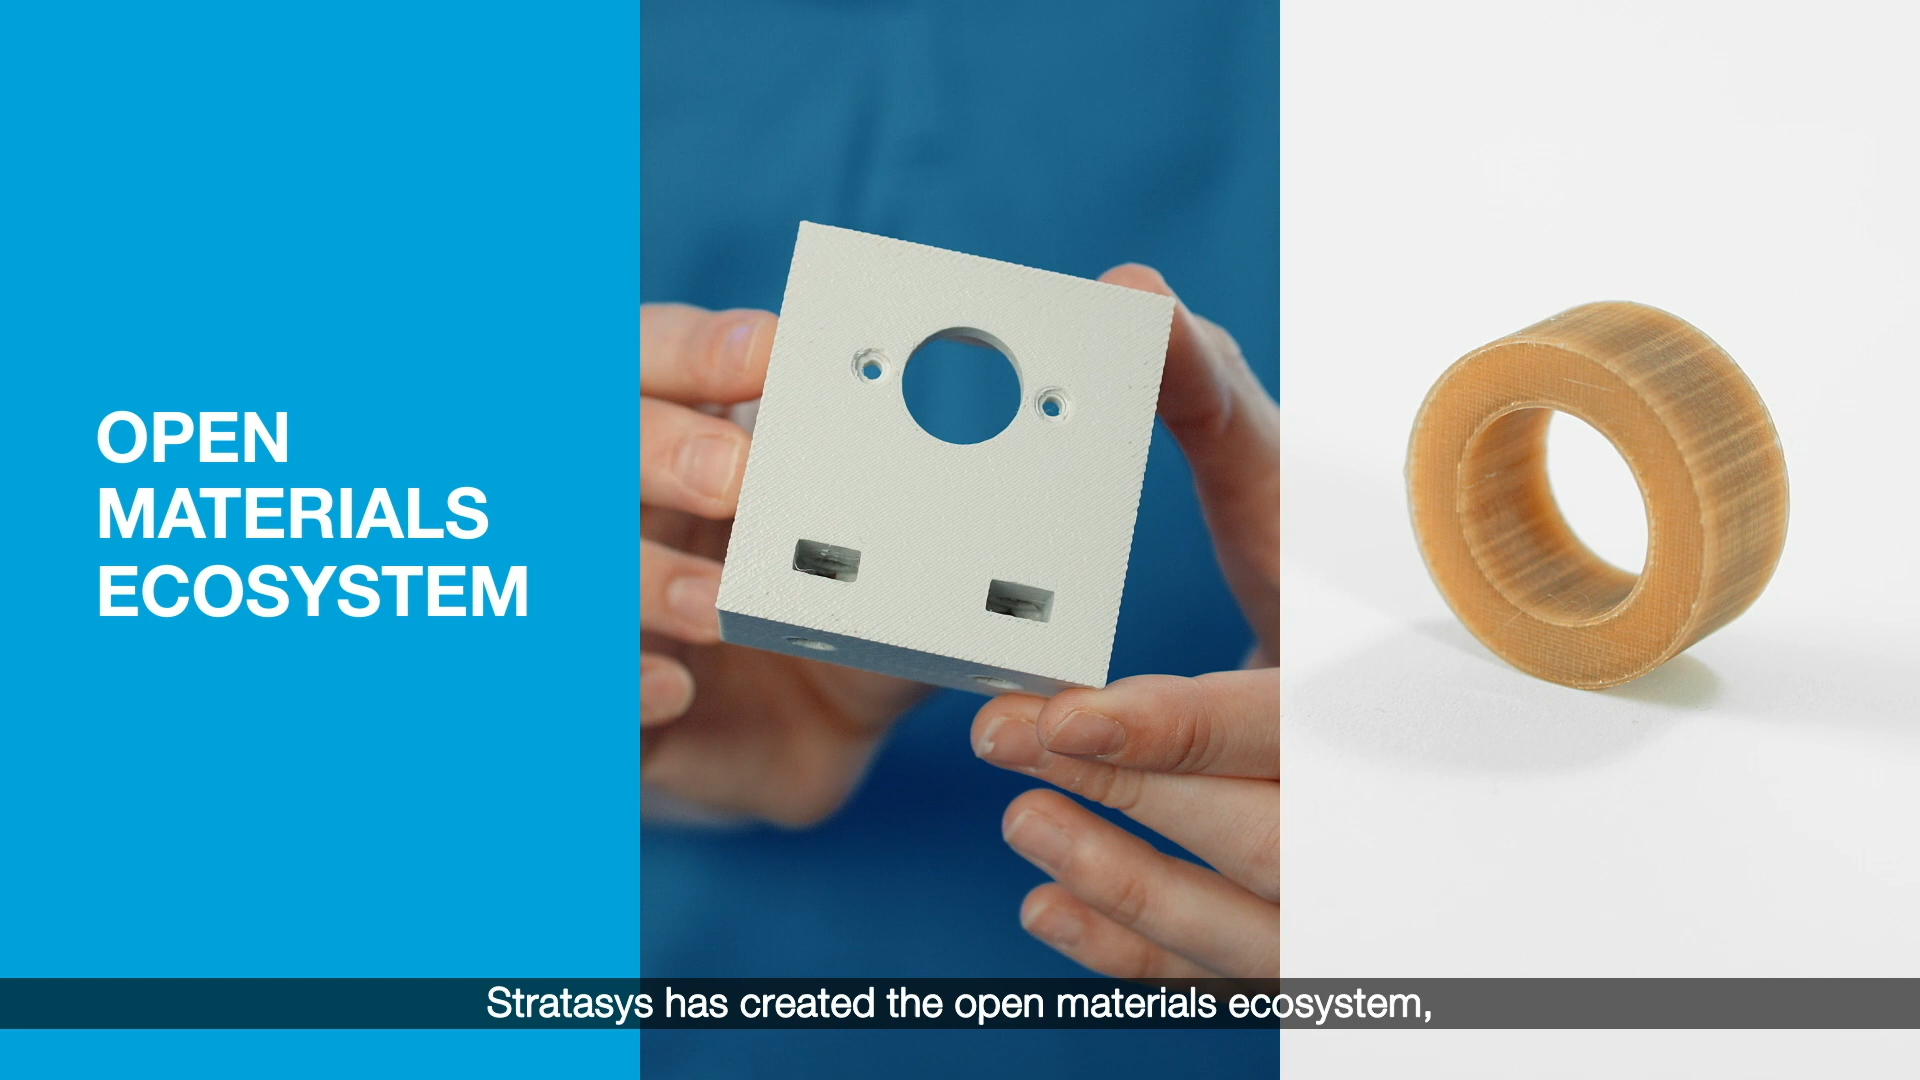 OPEN
MATERIALS
ECOSYSTEM
Stratasys has created the open materials ecosystem,